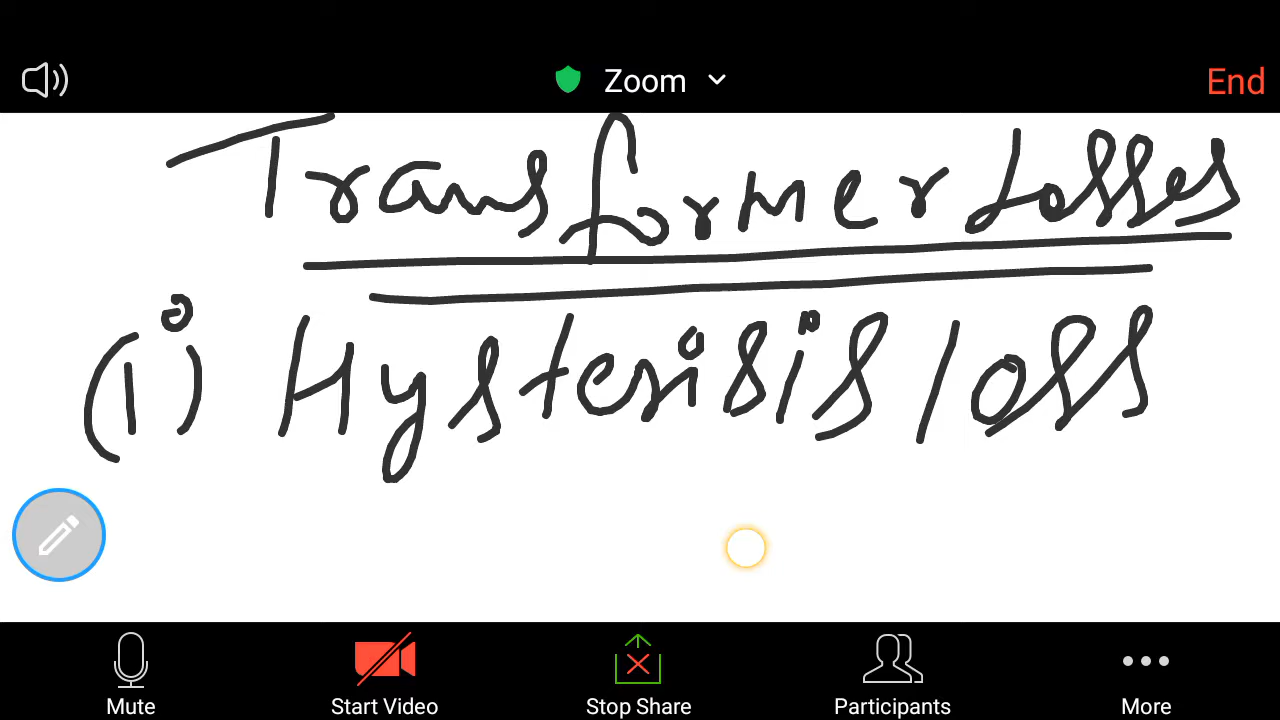 Zoom
End
Transformer Losses
(i) Hysterisis loss
Mute
Start Video
Stop Share
Participants
More